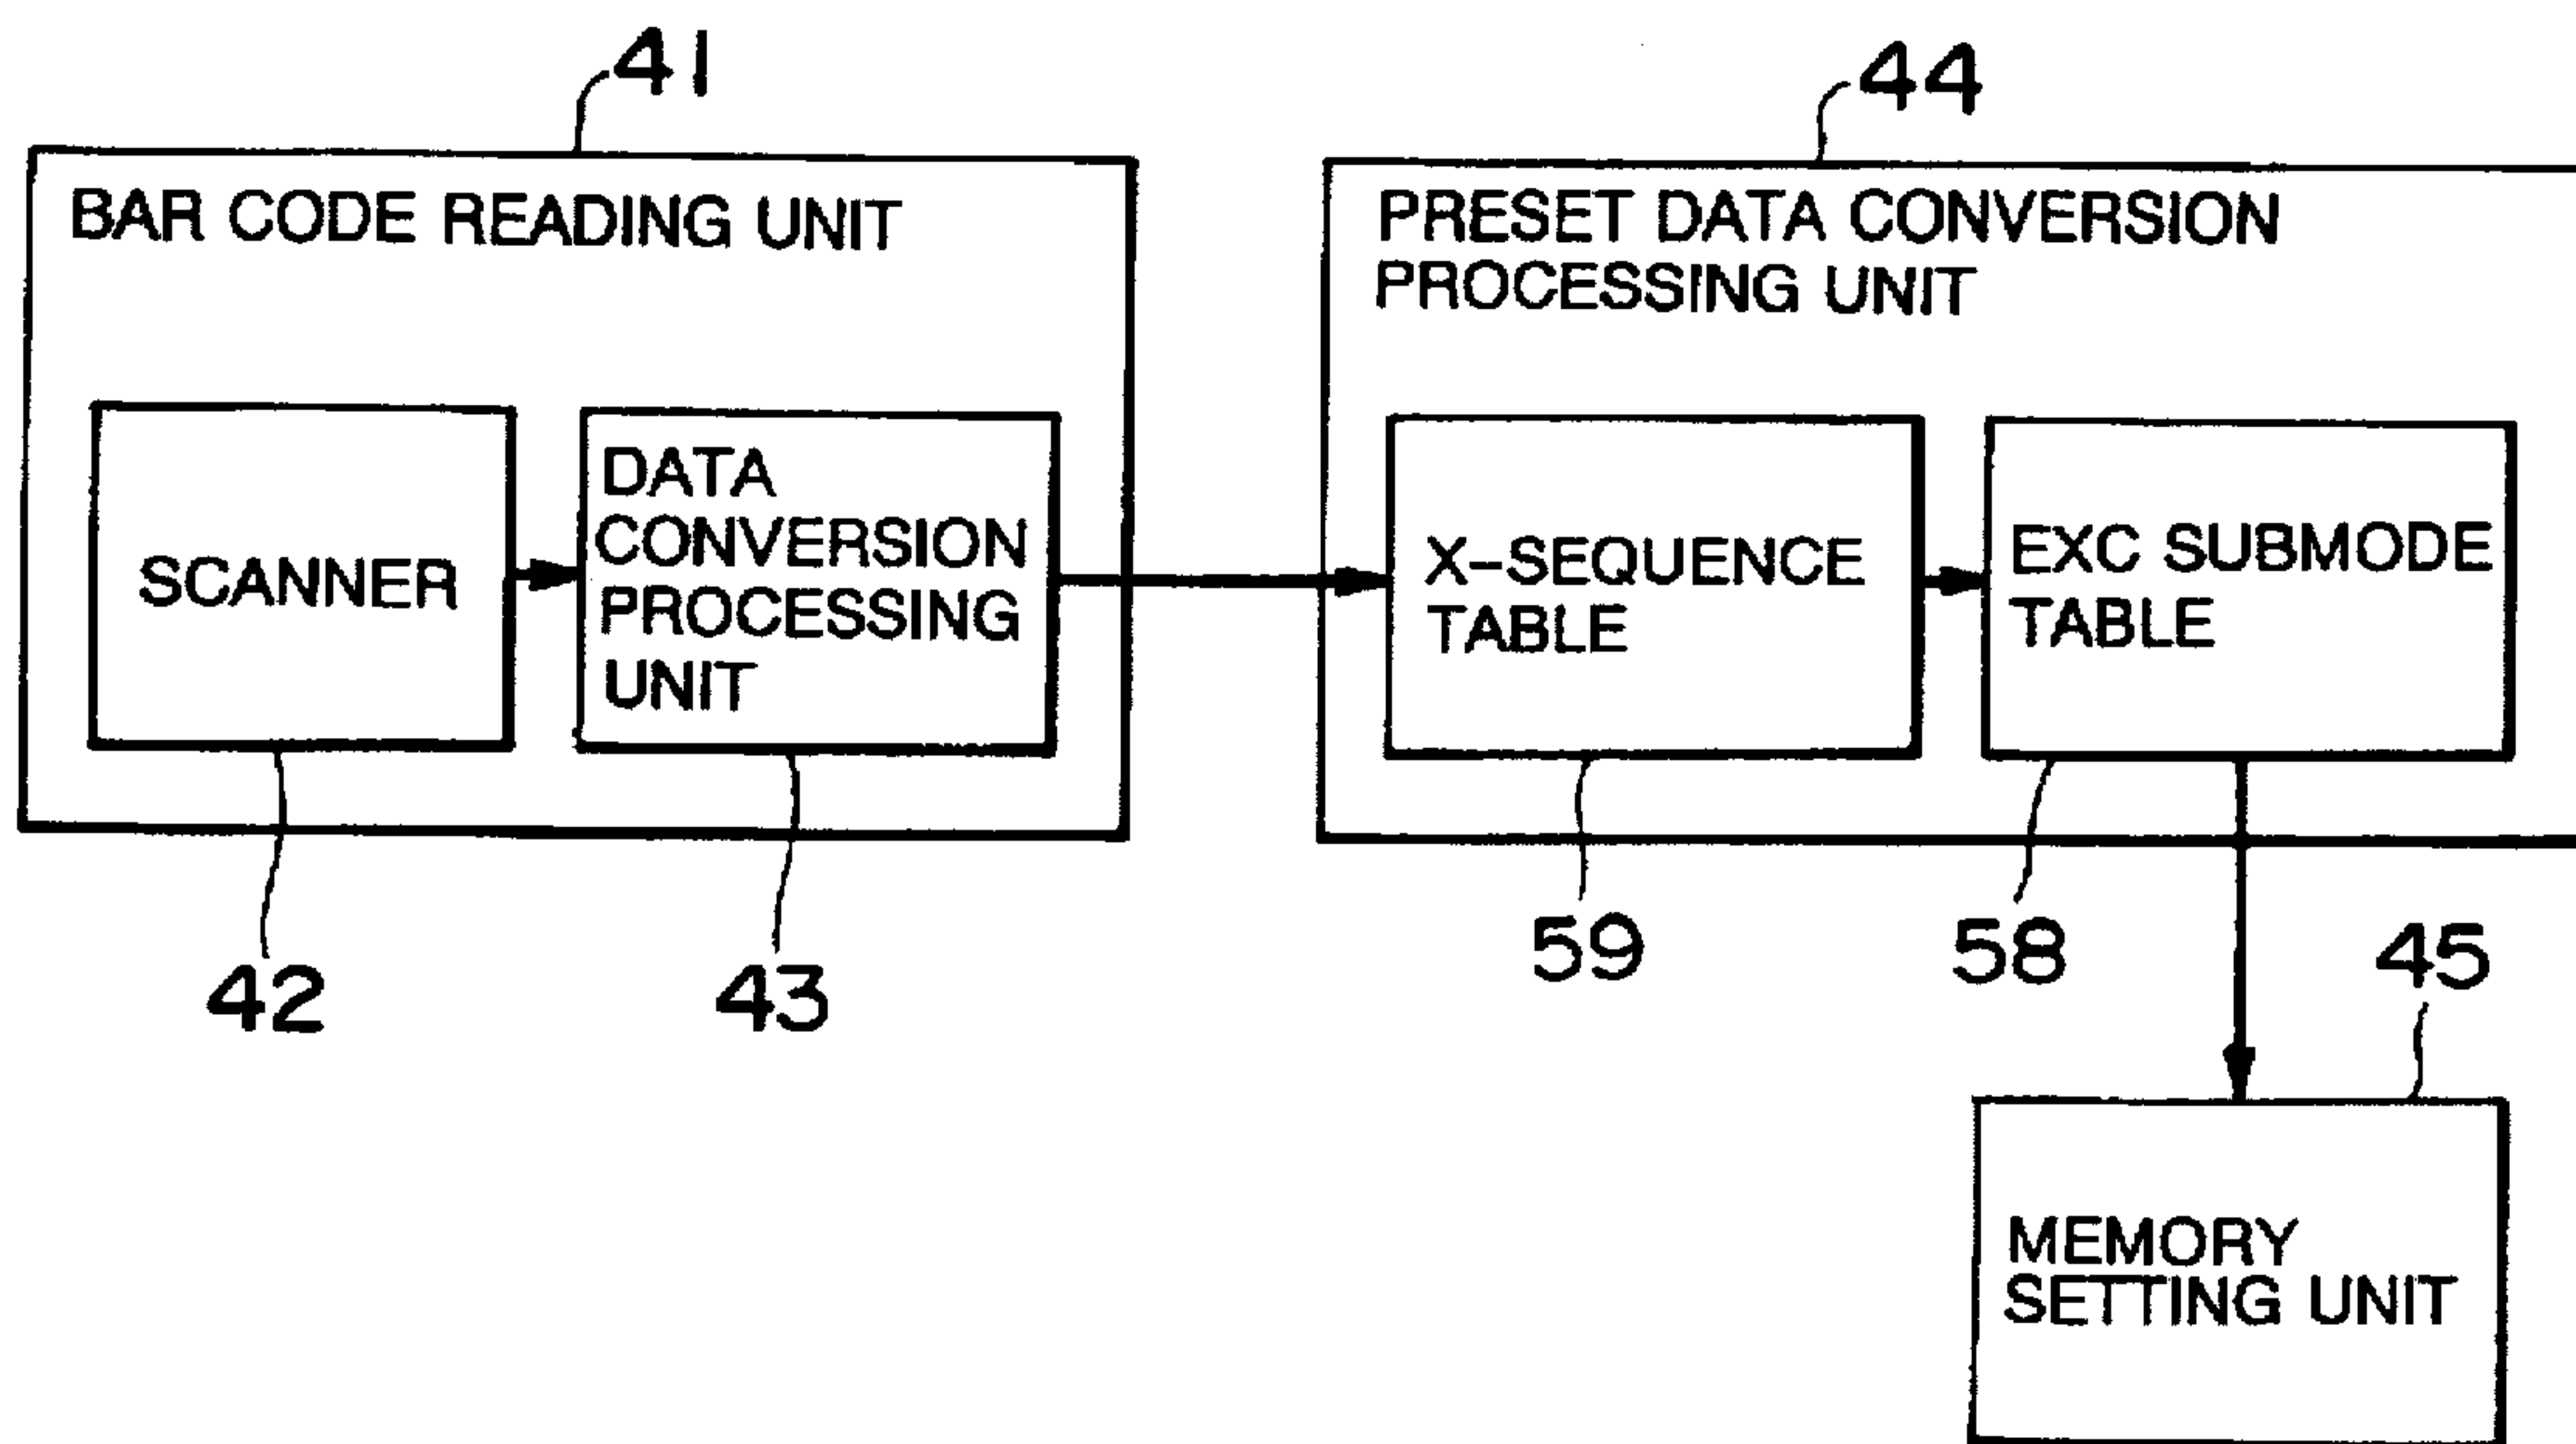 41
44
BAR CODE READING UNIT
PRESET DATA CONVERSION
PROCESSING UNIT
SCANNER
DATA
CONVERSION
PROCESSING
UNIT
X-SEQUENCE
TABLE
EXC SUBMODE
TABLE
42
43
59
58
45
MEMORY
SETTING UNIT